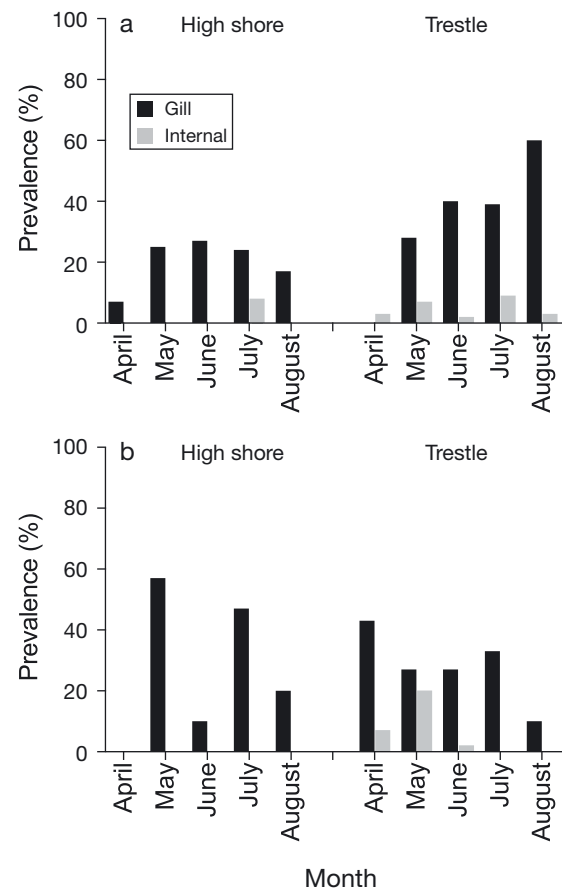 a High shore Trestle
100
80
60
40
20
0
Prevalence (%)
Gill
Internal
April May June July August April May June July August
b High shore Trestle
100
80
60
40
20
0
Prevalence (%)
April May June July August April May June July August
Month